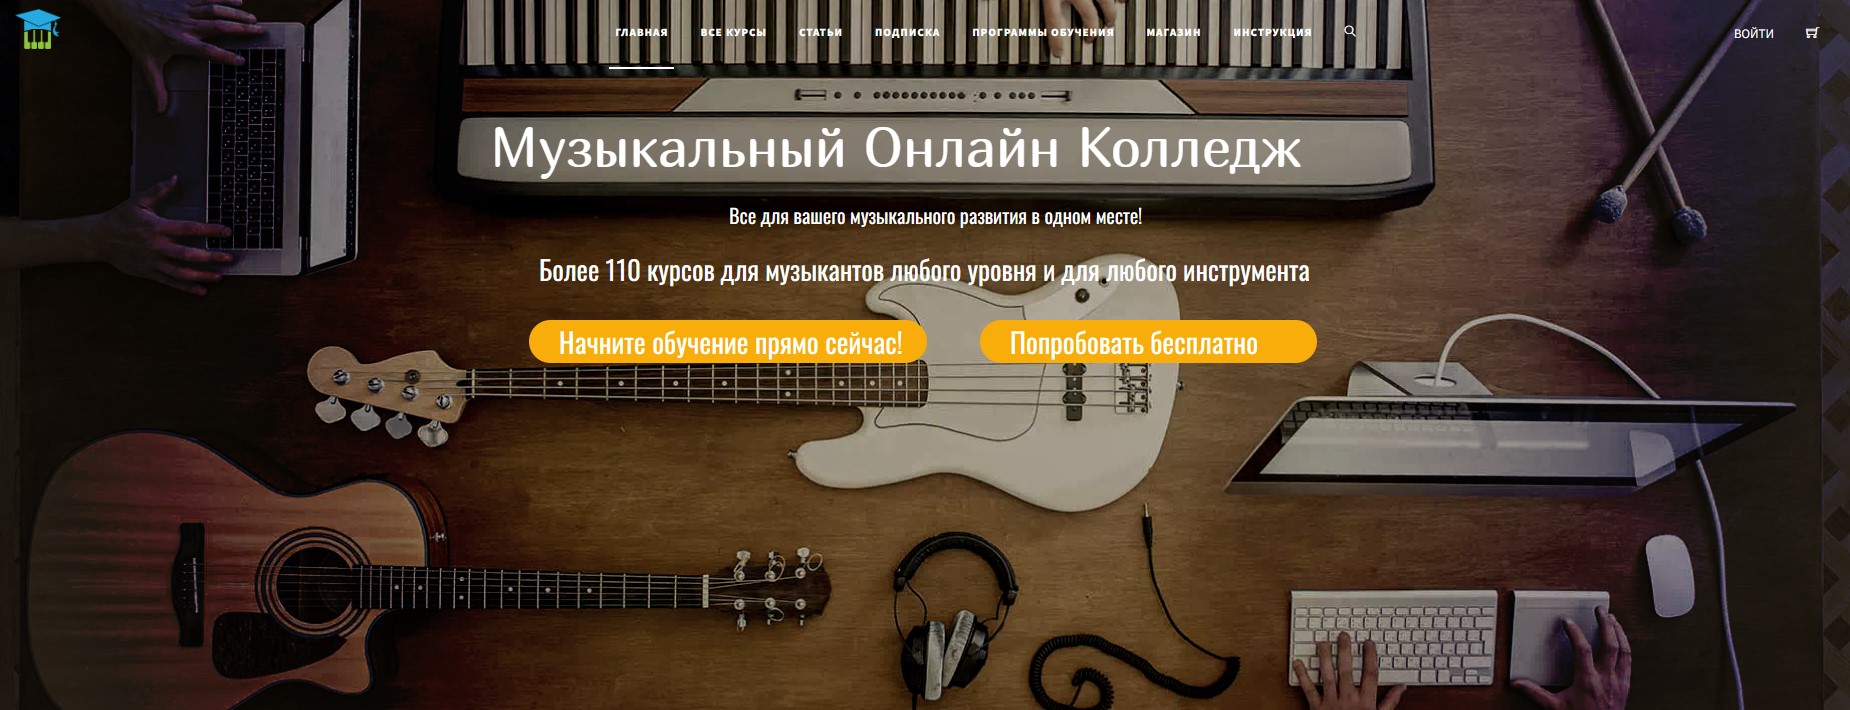 ГЛАВНАЯ ВСЕ КУРСЫ СТАТЬИ ПОДПИСКА ПРОГРАММЫ ОБУЧЕНИЯ МАГАЗИН ИНСТРУКЦИЯ ВОЙТИ
Музыкальный Онлайн Колледж
Все для вашего музыкального развития в одном месте!
Более 110 курсов для музыкантов любого уровня и для любого инструмента
Начните обучение прямо сейчас! Попробовать бесплатно